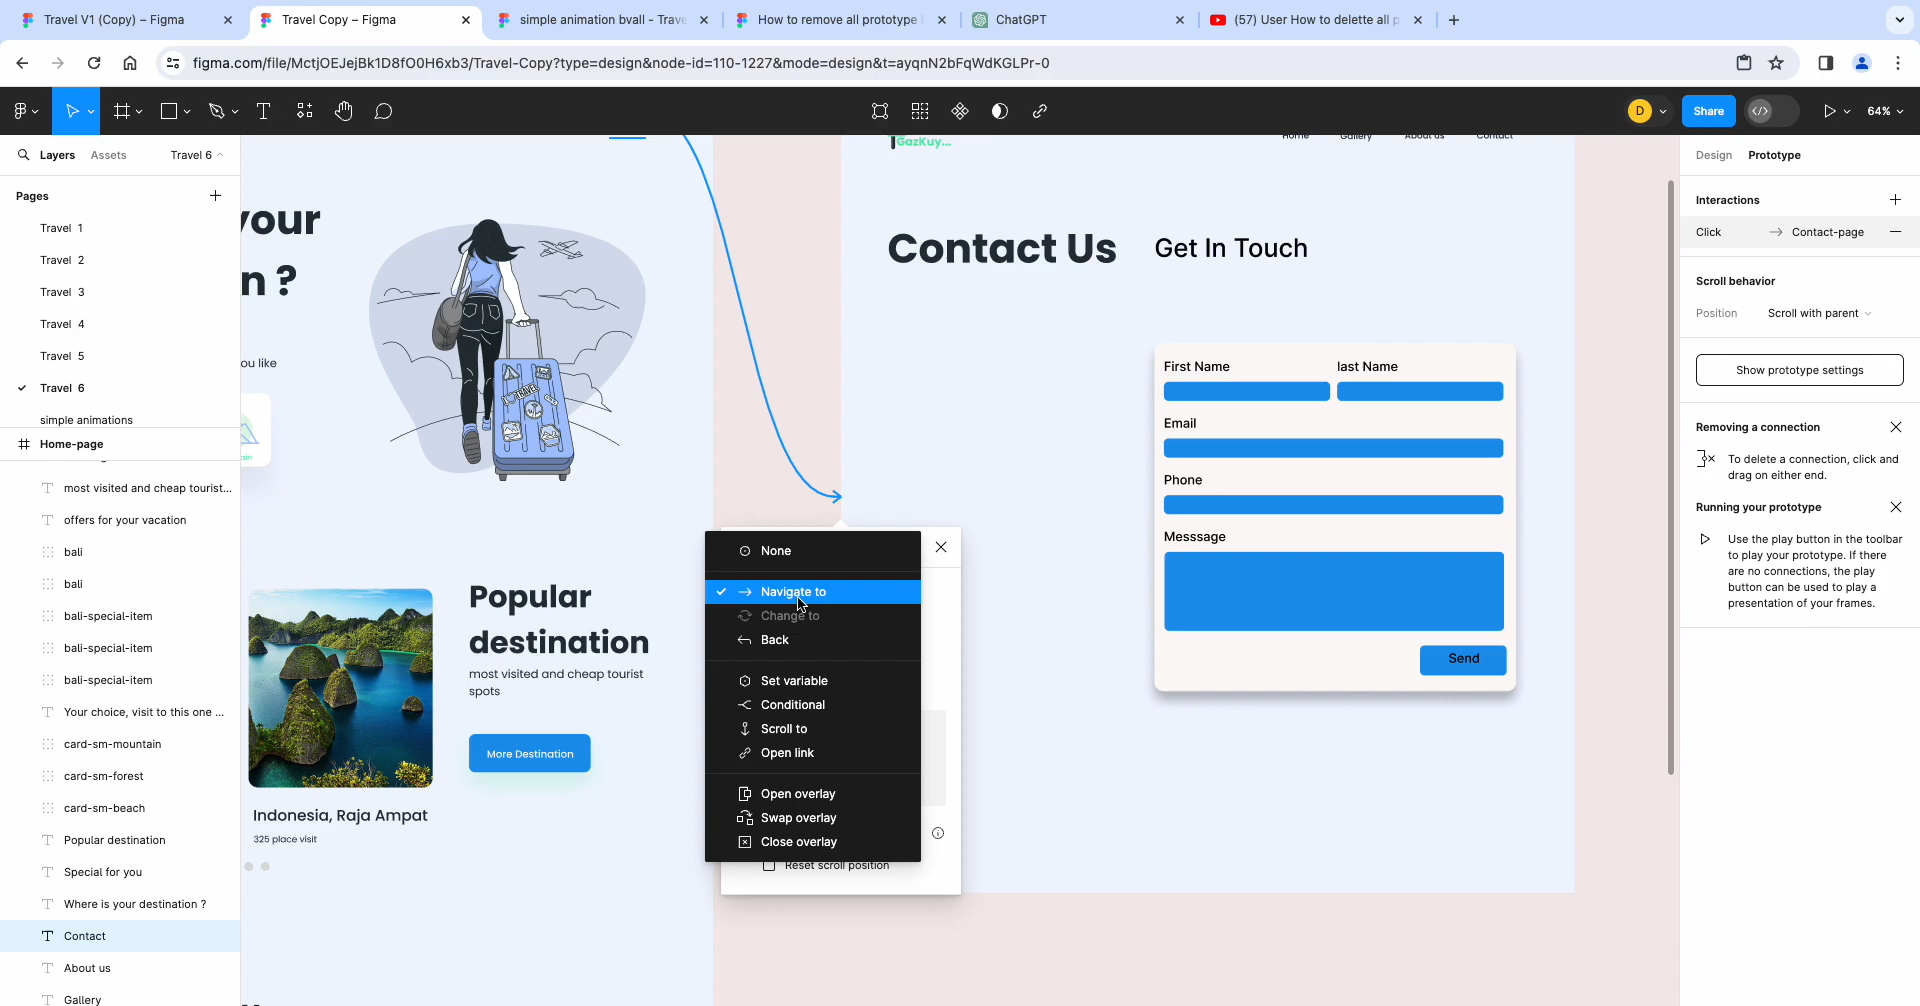 Travel V1 (Copy) – Figma
Travel Copy – Figma
simple animation bvall - Trave
How to remove all prototype
ChatGPT
(57) User How to delette all p
figma.com/file/MctjOEJejBk1D8fO0H6xb3/Travel-Copy?type=design&node-id=110-1227&mode=design&t=ayqnN2bFqWdKGLPr-0
D
Share
64%
Layers
Assets
Travel 6
Pages
Travel 1
Travel 2
Travel 3
Travel 4
Travel 5
Travel 6
simple animations
Home-page
most visited and cheap tourist...
offers for your vacation
bali
bali
bali-special-item
bali-special-item
bali-special-item
Your choice, visit to this one ...
card-sm-mountain
card-sm-forest
card-sm-beach
Popular destination
Special for you
Where is your destination ?
Contact
About us
Gallery
your
n ?
ou like
ain
TRAVEL
Popular
destination
most visited and cheap tourist
spots
More Destination
Indonesia, Raja Ampat
325 place visit
GazKuy...
Home
Gallery
About us
Contact
Contact Us
Get In Touch
First Name
last Name
Email
Phone
Messsage
Send
None
Navigate to
Change to
Back
Set variable
Conditional
Scroll to
Open link
Open overlay
Swap overlay
Close overlay
Reset scroll position
Design
Prototype
Interactions
Click
Contact-page
Scroll behavior
Position
Scroll with parent
Show prototype settings
Removing a connection
To delete a connection, click and
drag on either end.
Running your prototype
Use the play button in the toolbar
to play your prototype. If there
are no connections, the play
button can be used to play a
presentation of your frames.